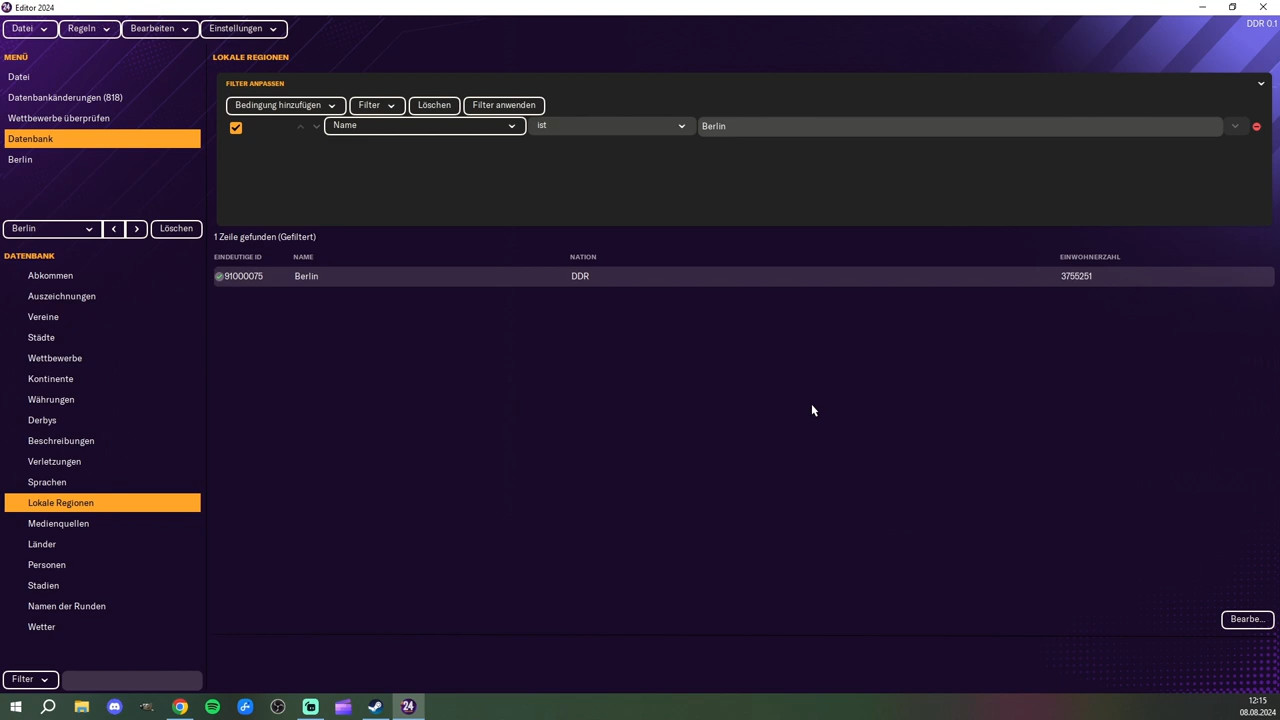 Editor 2024
Datei Regeln Bearbeiten Einstellungen
DDR 0.1
MENÜ
Datei
Datenbankänderungen (818)
Wettbewerbe überprüfen
Datenbank
Berlin
Berlin < > Löschen
DATENBANK
Abkommen
Auszeichnungen
Vereine
Städte
Wettbewerbe
Kontinente
Währungen
Derbys
Beschreibungen
Verletzungen
Sprachen
Lokale Regionen
Medienquellen
Länder
Personen
Stadien
Namen der Runden
Wetter
Filter
LOKALE REGIONEN
FILTER ANPASSEN
Bedingung hinzufügen Filter Löschen Filter anwenden
Name ist Berlin
1 Zeile gefunden (Gefiltert)
EINDEUTIGE ID NAME NATION EINWOHNERZAHL
91000075 Berlin DDR 3755251
Bearbe...
24
12:15
08.08.2024